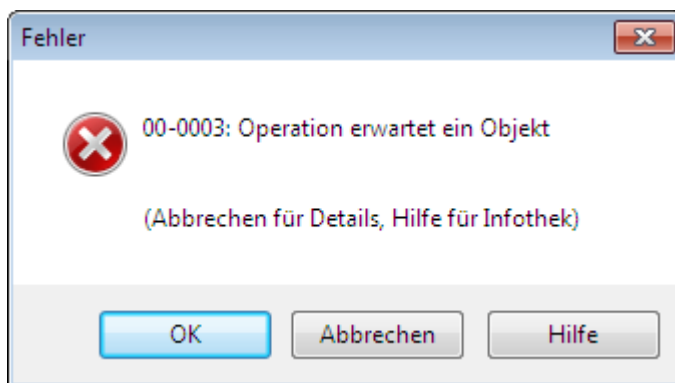 Fehler
00-0003: Operation erwartet ein Objekt
(Abbrechen für Details, Hilfe für Infothek)
OK Abbrechen Hilfe